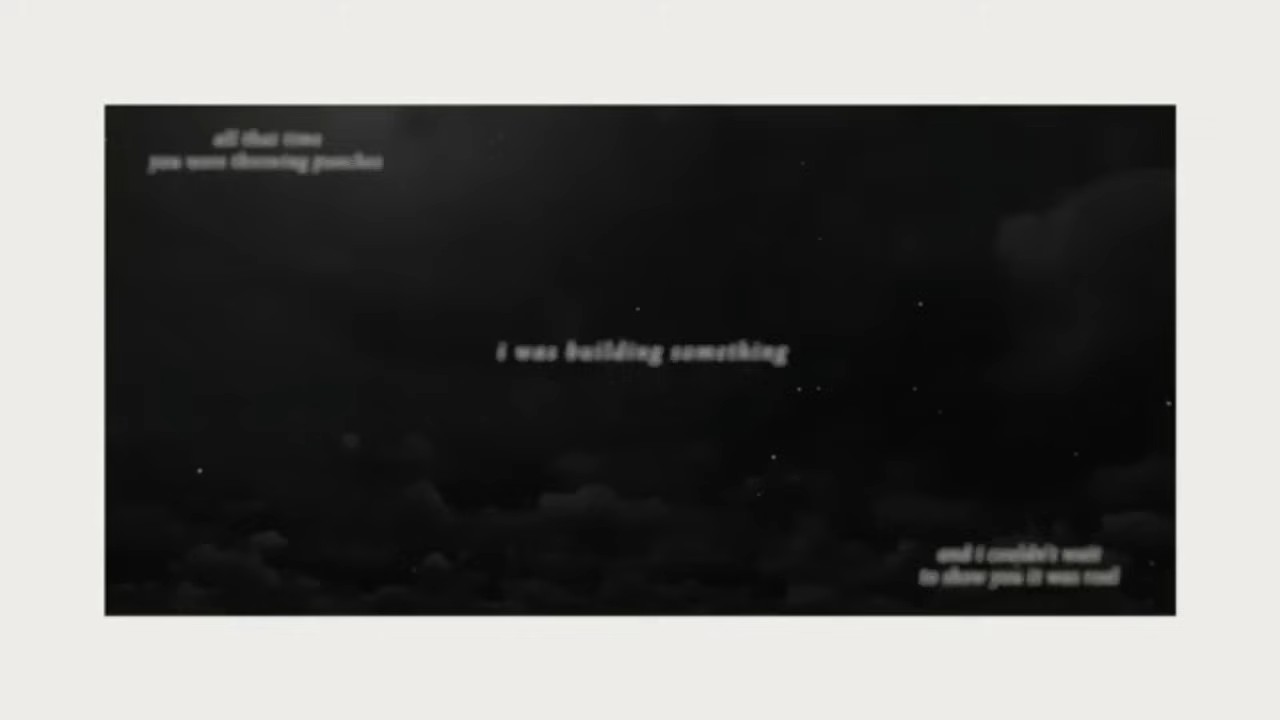 all that time
you were throwing punches
i was building something
and i couldn't wait
to show you it was real